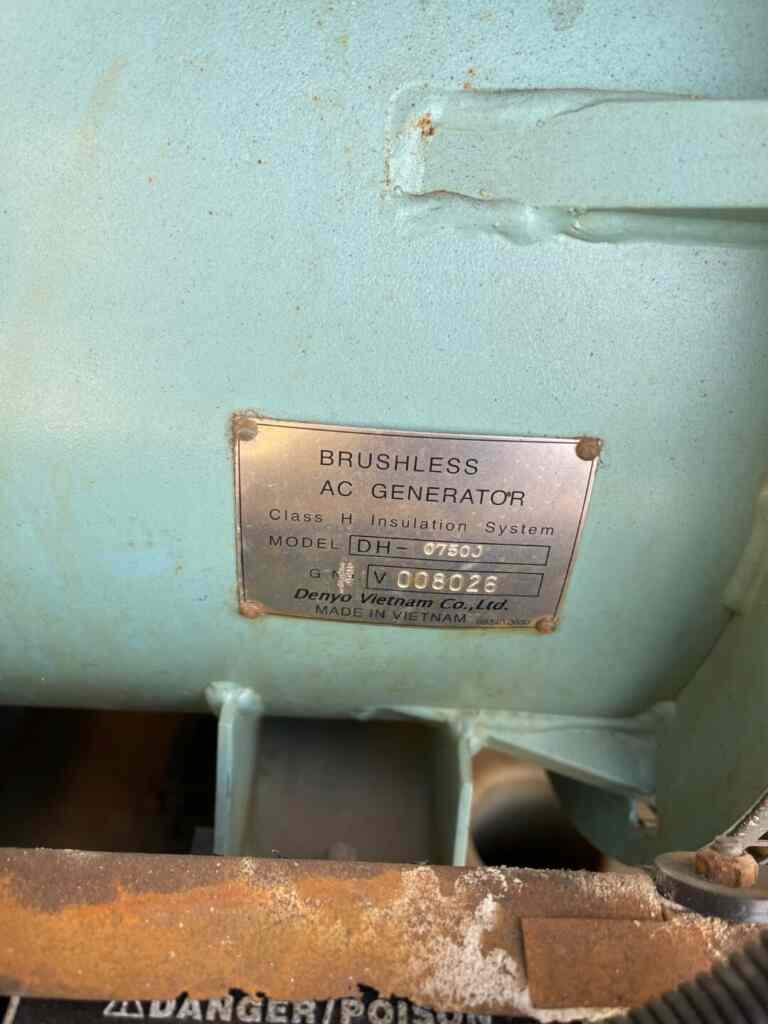 BRUSHLESS
AC GENERATOR
Class H Insulation System
MODEL DH- 0750J
G NO. V 008026
Denyo Vietnam Co.,Ltd.
MADE IN VIETNAM
⚠DANGER/POISON